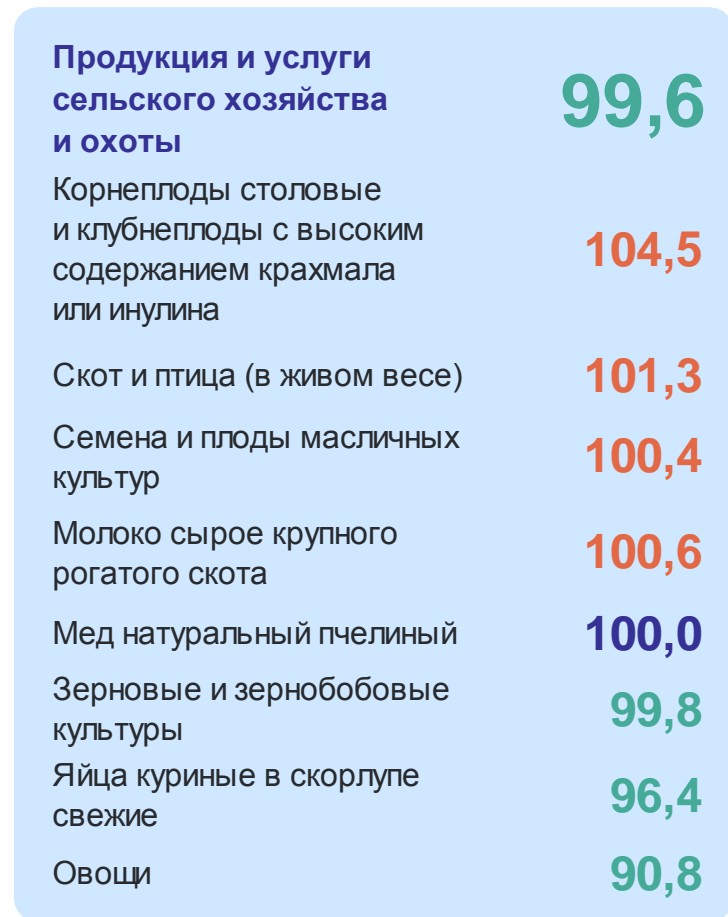 Продукция и услуги
сельского хозяйства
и охоты
99,6
Корнеплоды столовые
и клубнеплоды с высоким
содержанием крахмала
или инулина
104,5
Скот и птица (в живом весе)
101,3
Семена и плоды масличных
культур
100,4
Молоко сырое крупного
рогатого скота
100,6
Мед натуральный пчелиный
100,0
Зерновые и зернобобовые
культуры
99,8
Яйца куриные в скорлупе
свежие
96,4
Овощи
90,8